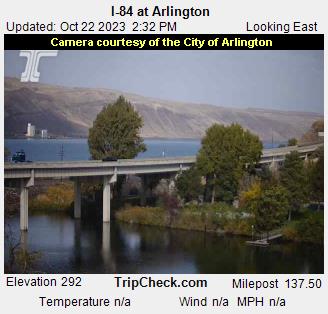 I-84 at Arlington
Updated: Oct 22 2023 2:32 PM Looking East
Camera courtesy of the City of Arlington
Elevation 292 TripCheck.com Milepost 137.50
Temperature n/a Wind n/a MPH n/a